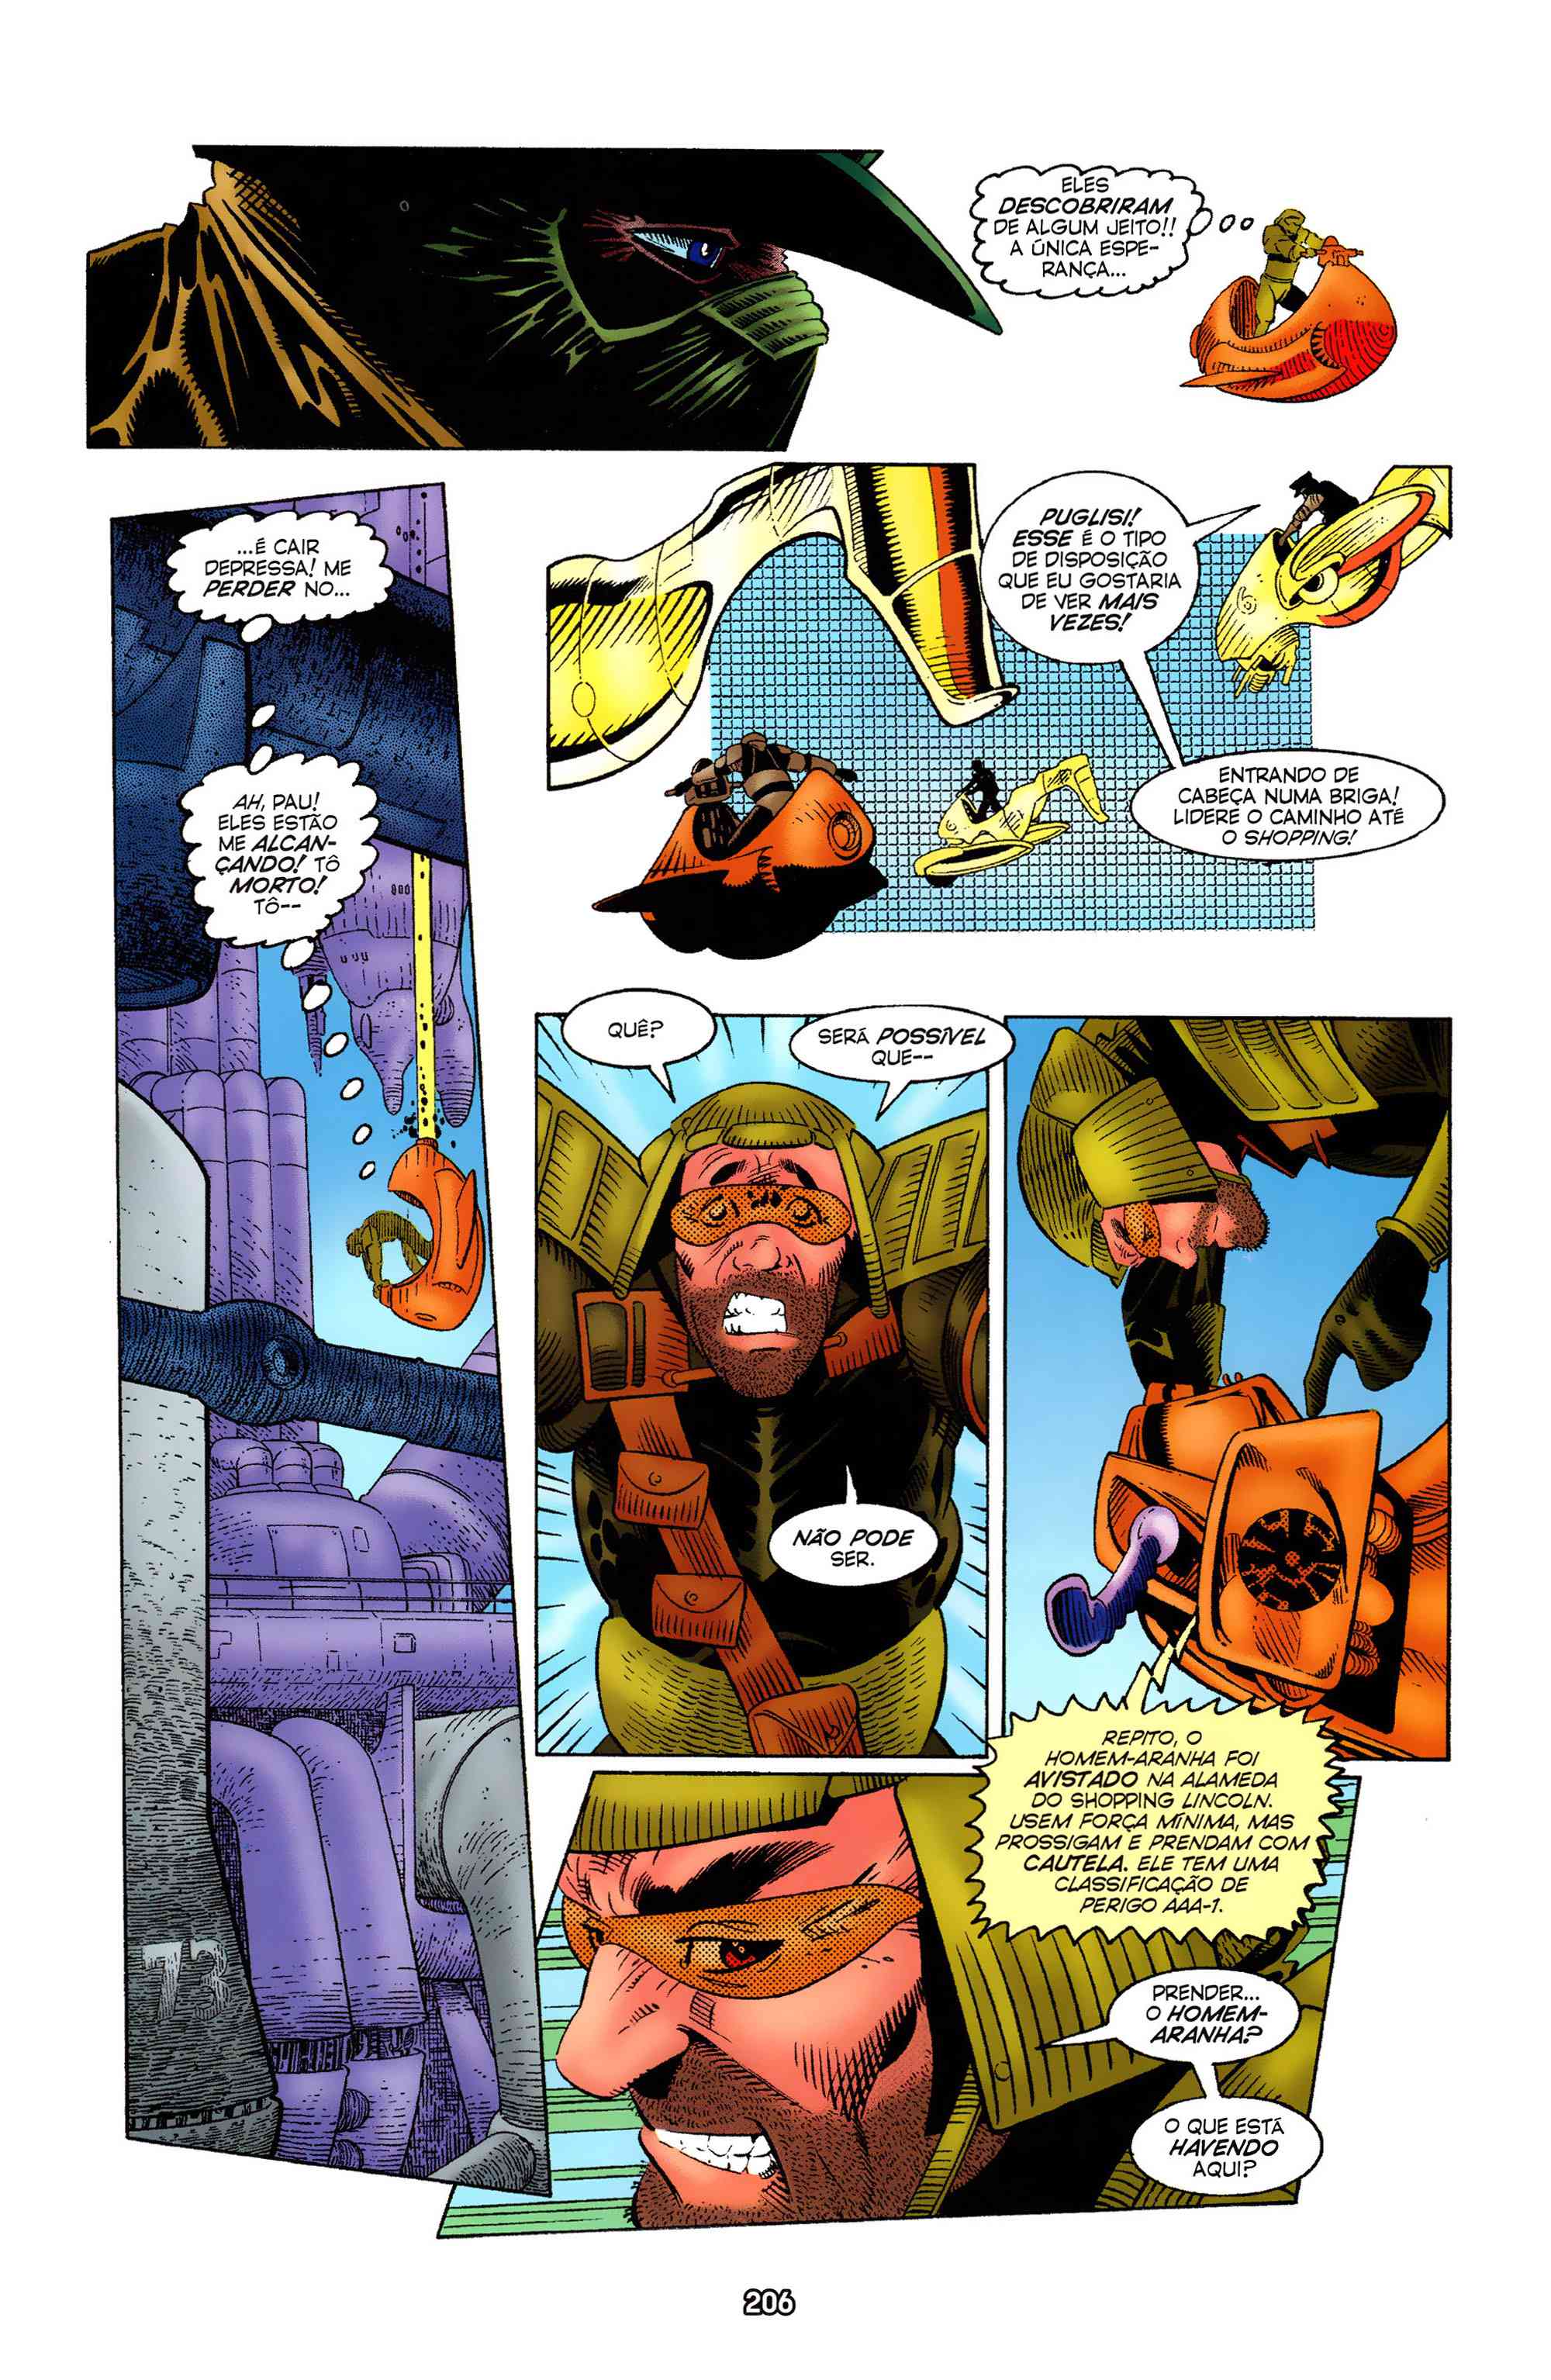 ELES
DESCOBRIRAM
DE ALGUM JEITO!!
A ÚNICA ESPE-
RANÇA...
...É CAIR
DEPRESSA! ME
PERDER NO...
AH, PAU!
ELES ESTÃO
ME ALCAN-
ÇANDO! TÔ
MORTO!
TÔ--
PUGLISI!
ESSE É O TIPO
DE DISPOSIÇÃO
QUE EU GOSTARIA
DE VER MAIS
VEZES!
ENTRANDO DE
CABEÇA NUMA BRIGA!
LIDERE O CAMINHO ATÉ
O SHOPPING!
QUÊ?
SERÁ POSSÍVEL
QUE--
NÃO PODE
SER.
REPITO, O
HOMEM-ARANHA FOI
AVISTADO NA ALAMEDA
DO SHOPPING LINCOLN.
USEM FORÇA MÍNIMA, MAS
PROSSIGAM E PRENDAM COM
CAUTELA. ELE TEM UMA
CLASSIFICAÇÃO DE
PERIGO AAA-1.
PRENDER...
O HOMEM-
ARANHA?
O QUE ESTÁ
HAVENDO
AQUI?
73
206